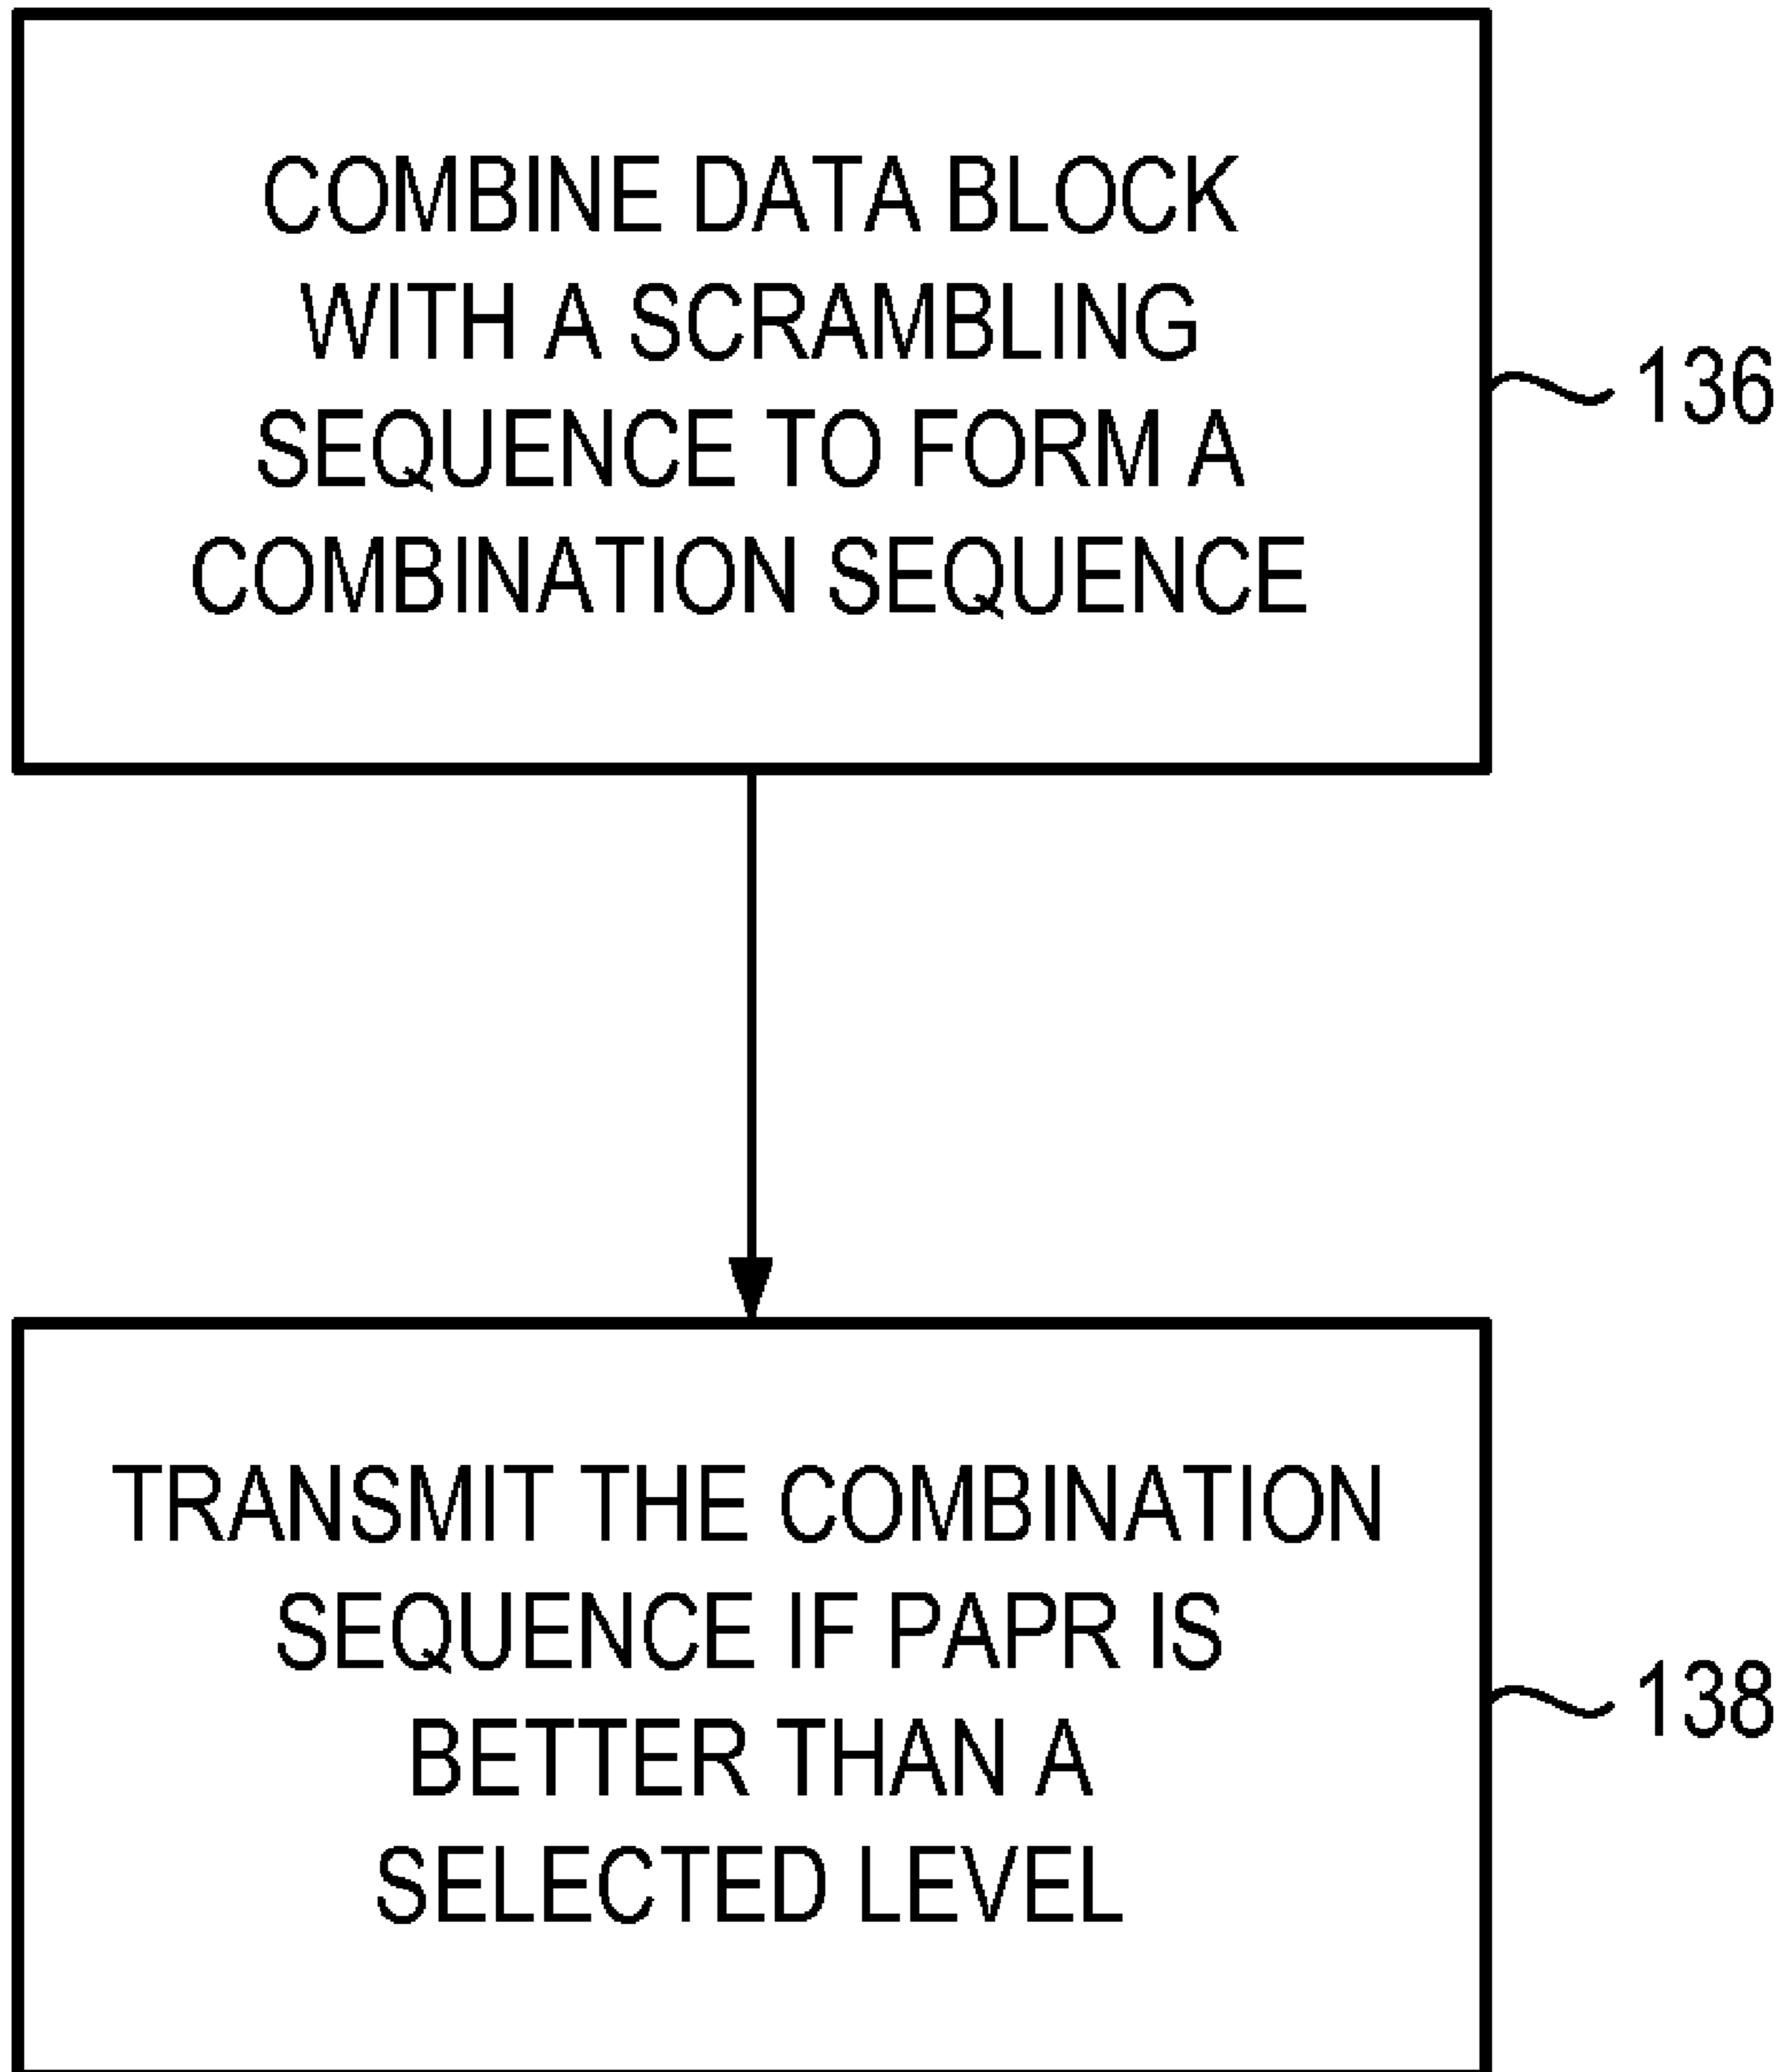 COMBINE DATA BLOCK
WITH A SCRAMBLING
SEQUENCE TO FORM A
COMBINATION SEQUENCE
136
TRANSMIT THE COMBINATION
SEQUENCE IF PAPR IS
BETTER THAN A
SELECTED LEVEL
138